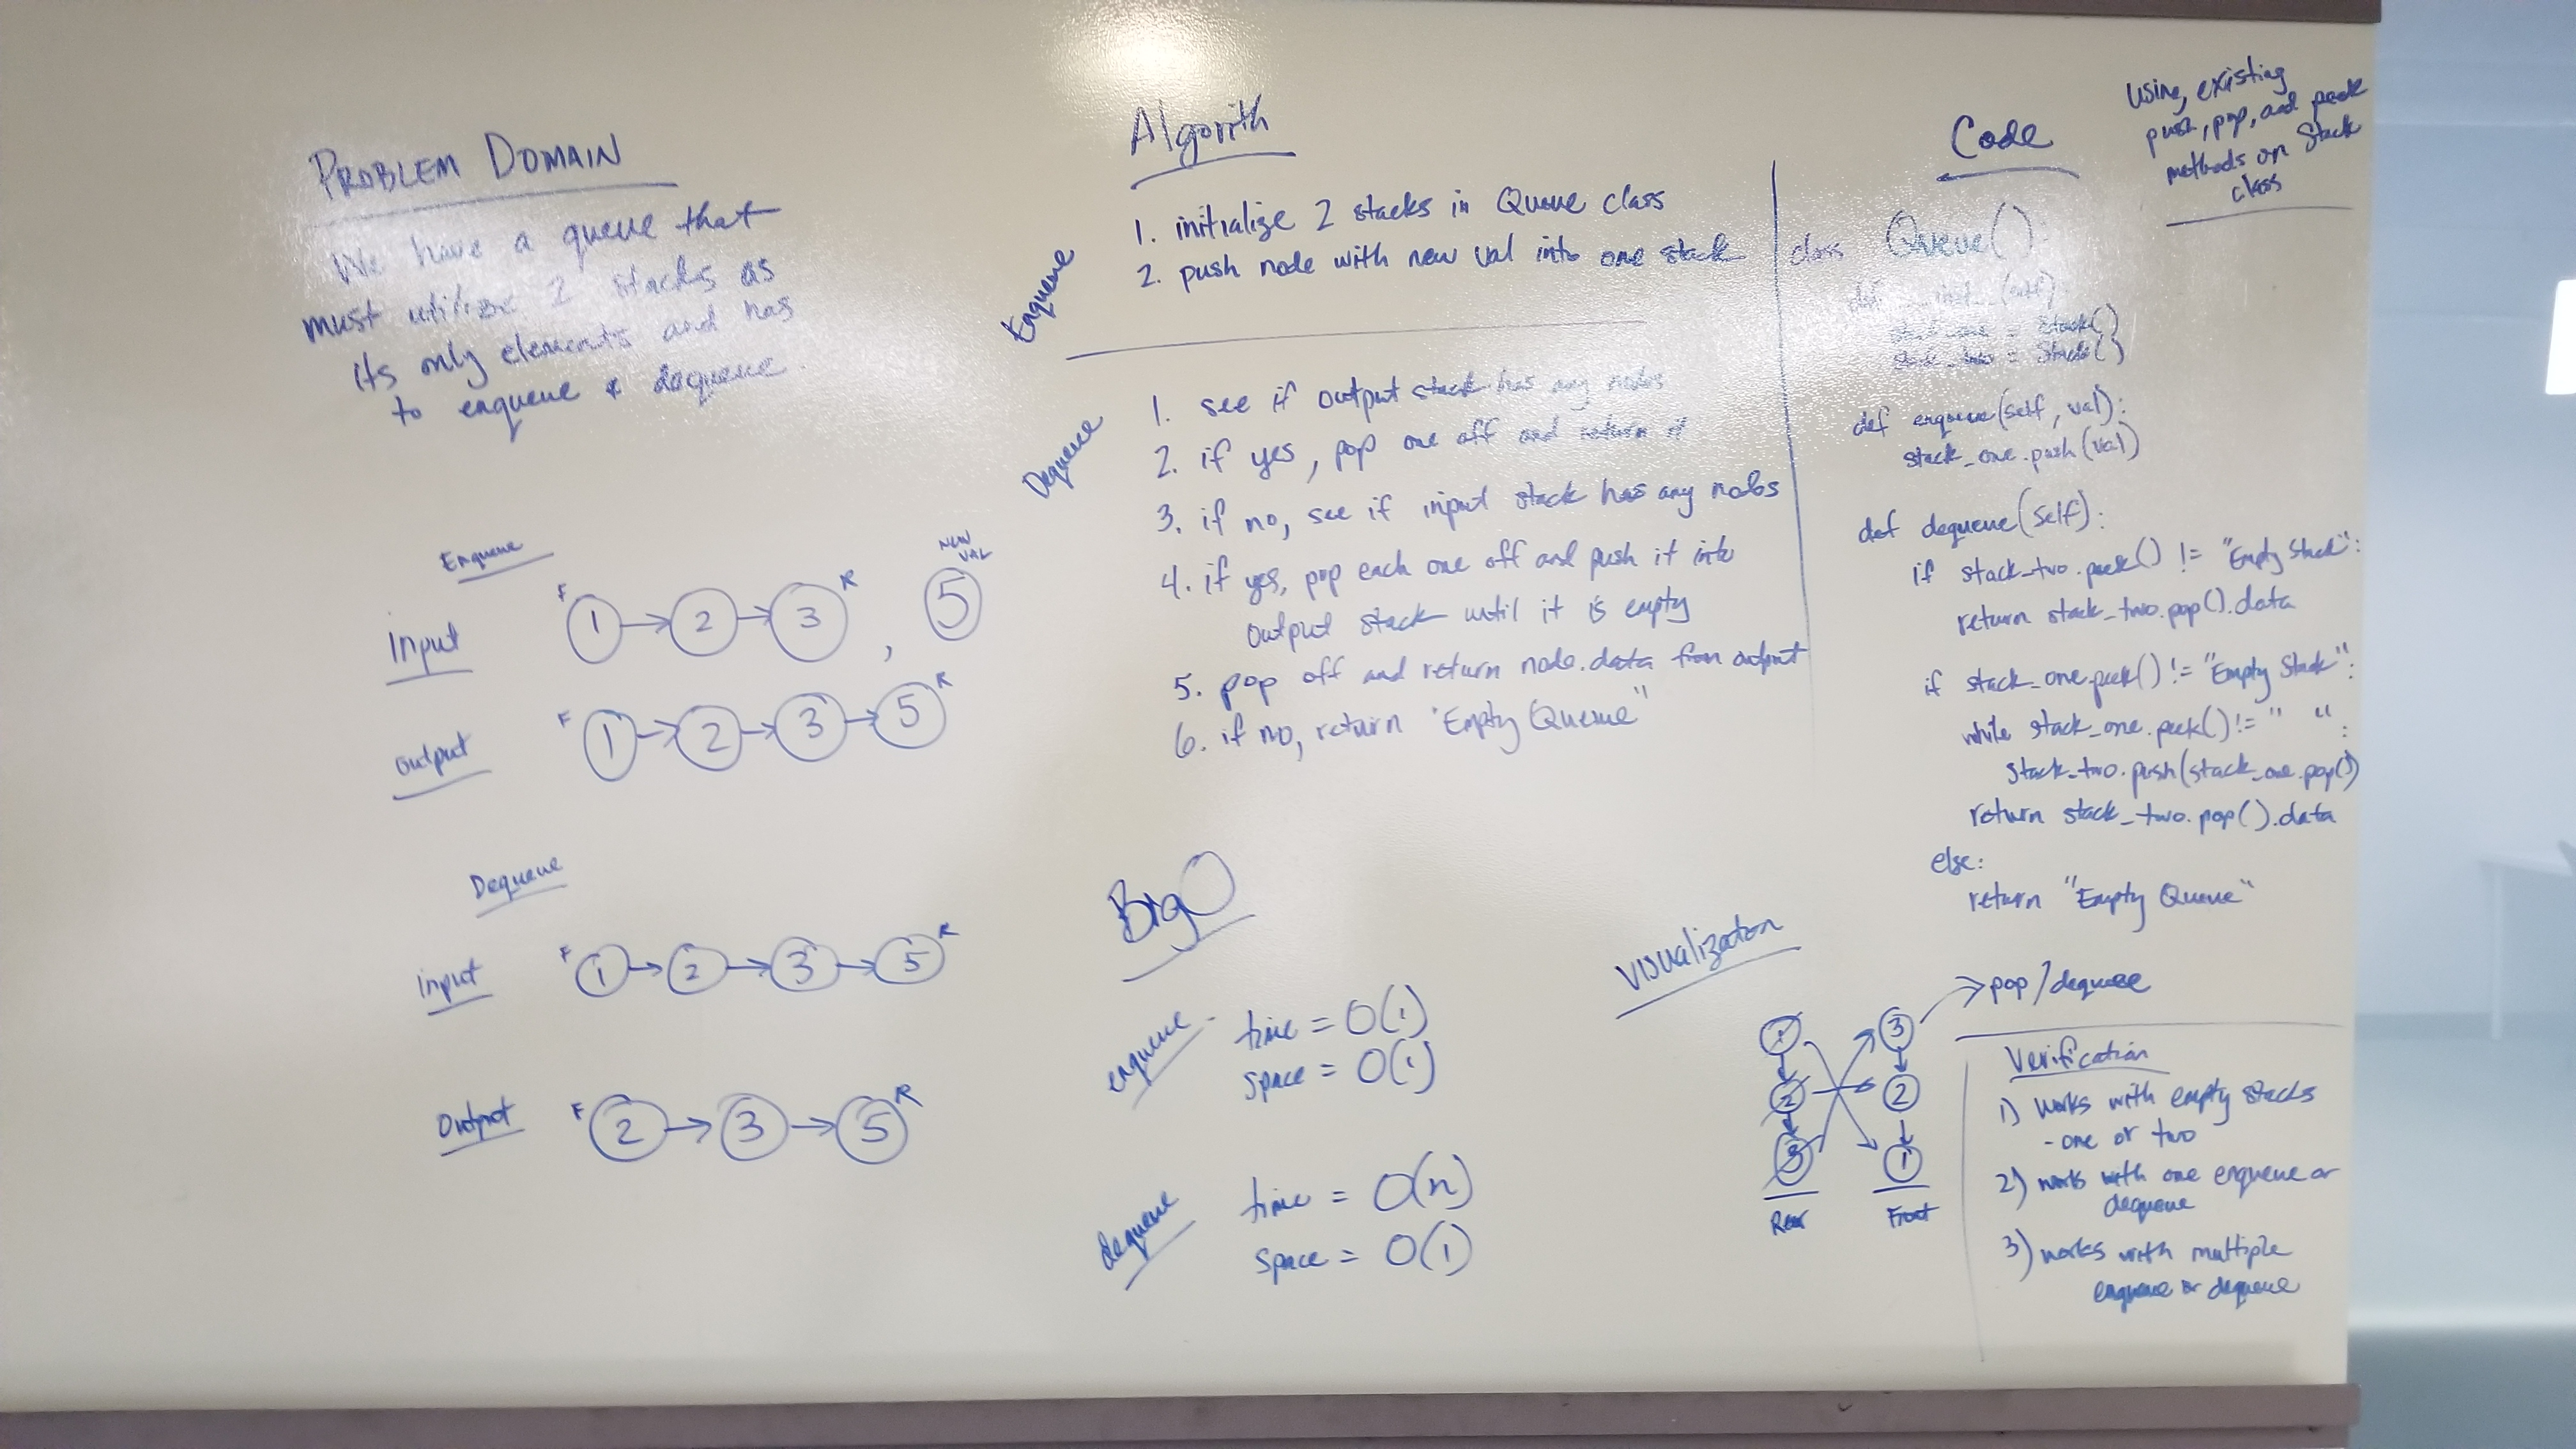 PROBLEM DOMAIN
We have a queue that
must utilize 2 stacks as
its only elements and has
to enqueue & dequeue.
Enqueue
Input
F 1 → 2 → 3 R , 5 NEW VAL
Output
F 1 → 2 → 3 → 5 R
Dequeue
Input
F 1 → 2 → 3 → 5 R
Output
F 2 → 3 → 5 R
Algorith
Enqueue
1. initialize 2 stacks in Queue class
2. push node with new val into one stack
Dequeue
1. see if output stack has any nodes
2. if yes, pop one off and return it
3. if no, see if input stack has any nodes
4. if yes, pop each one off and push it into
output stack until it is empty
5. pop off and return node.data from output
6. if no, return "Empty Queue"
Big O
enqueue - time = O(1)
space = O(1)
dequeue time = O(n)
space = O(1)
Code
Using existing
push, pop, and peek
methods on Stack
class
class Queue():
def __init__(self):
stack_one = Stack()
stack_two = Stack()
def enqueue(self, val):
stack_one.push(val)
def dequeue(self):
if stack_two.peek() != "Empty Stack":
return stack_two.pop().data
if stack_one.peek() != "Empty Stack":
while stack_one.peek() != " ":
stack_two.push(stack_one.pop())
return stack_two.pop().data
else:
return "Empty Queue"
Visualization
→ pop/dequeue
1 3
2 2
3 1
Rear Front
Verification
1) works with empty stacks
- one or two
2) works with one enqueue or
dequeue
3) works with multiple
enqueue or dequeue